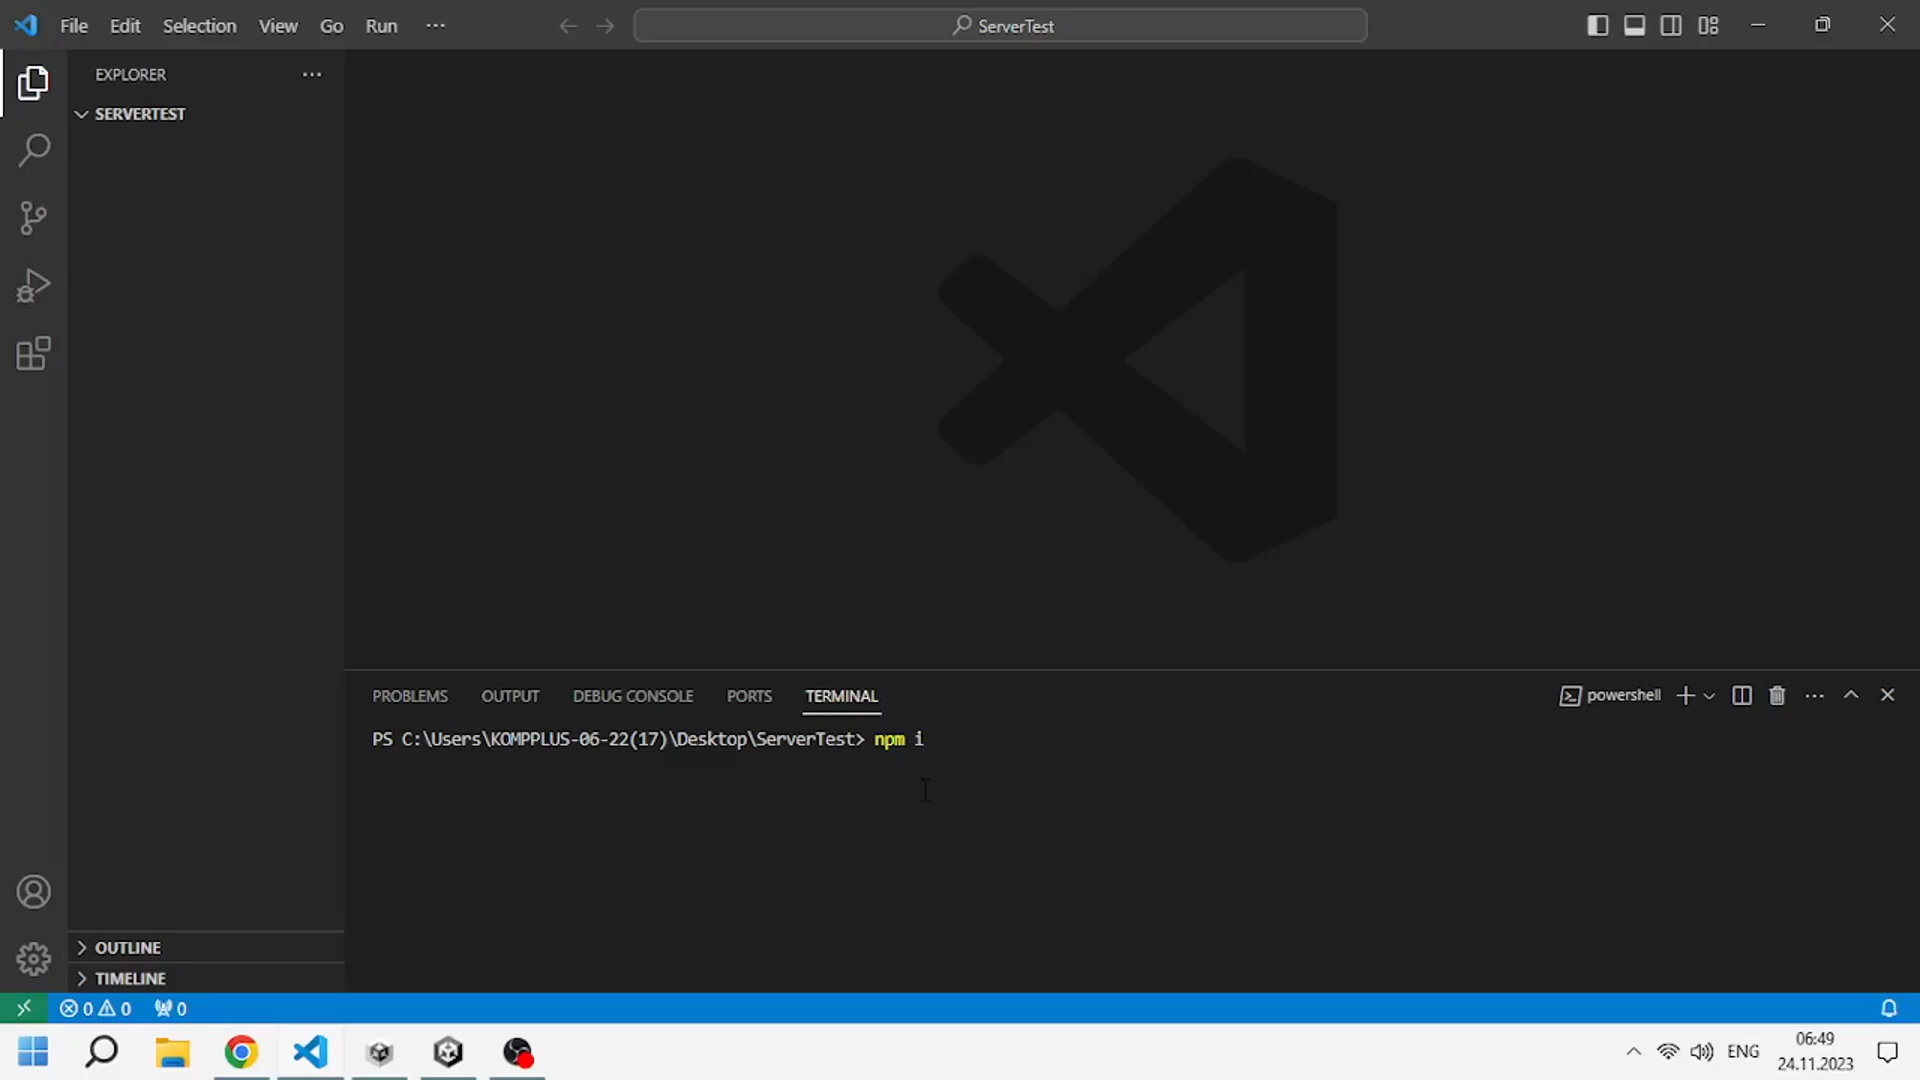 File Edit Selection View Go Run ···
ServerTest
EXPLORER ···
SERVERTEST
PROBLEMS OUTPUT DEBUG CONSOLE PORTS TERMINAL
powershell
PS C:\Users\KOMPPLUS-06-22(17)\Desktop\ServerTest> npm i
OUTLINE
TIMELINE
0 0 0
ENG
06:49
24.11.2023